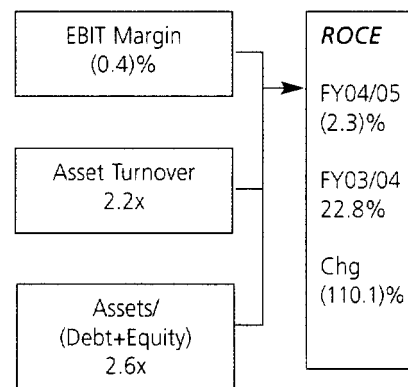 EBIT Margin
(0.4)%
Asset Turnover
2.2x
Assets/
(Debt+Equity)
2.6x
ROCE
FY04/05
(2.3)%
FY03/04
22.8%
Chg
(110.1)%